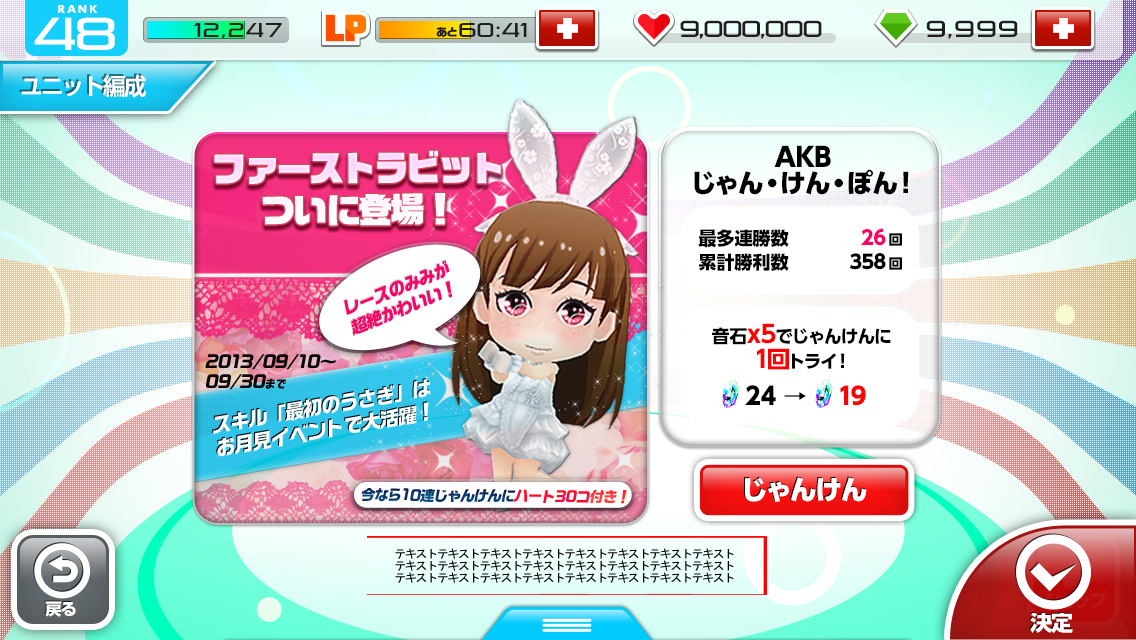 RANK
48
12,247
LP
あと60:41
9,000,000
9,999
ユニット編成
ファーストラビット
ついに登場！
レースのみみが
超絶かわいい！
2013/09/10～
09/30まで
スキル「最初のうさぎ」は
お月見イベントで大活躍！
今なら10連じゃんけんにハート30コ付き！
AKB
じゃん・けん・ぽん！
最多連勝数 26回
累計勝利数 358回
音石x5でじゃんけんに
1回トライ！
24 → 19
じゃんけん
テキストテキストテキストテキストテキストテキストテキストテキスト
テキストテキストテキストテキストテキストテキストテキストテキスト
テキストテキストテキストテキストテキストテキストテキストテキスト
戻る
決定